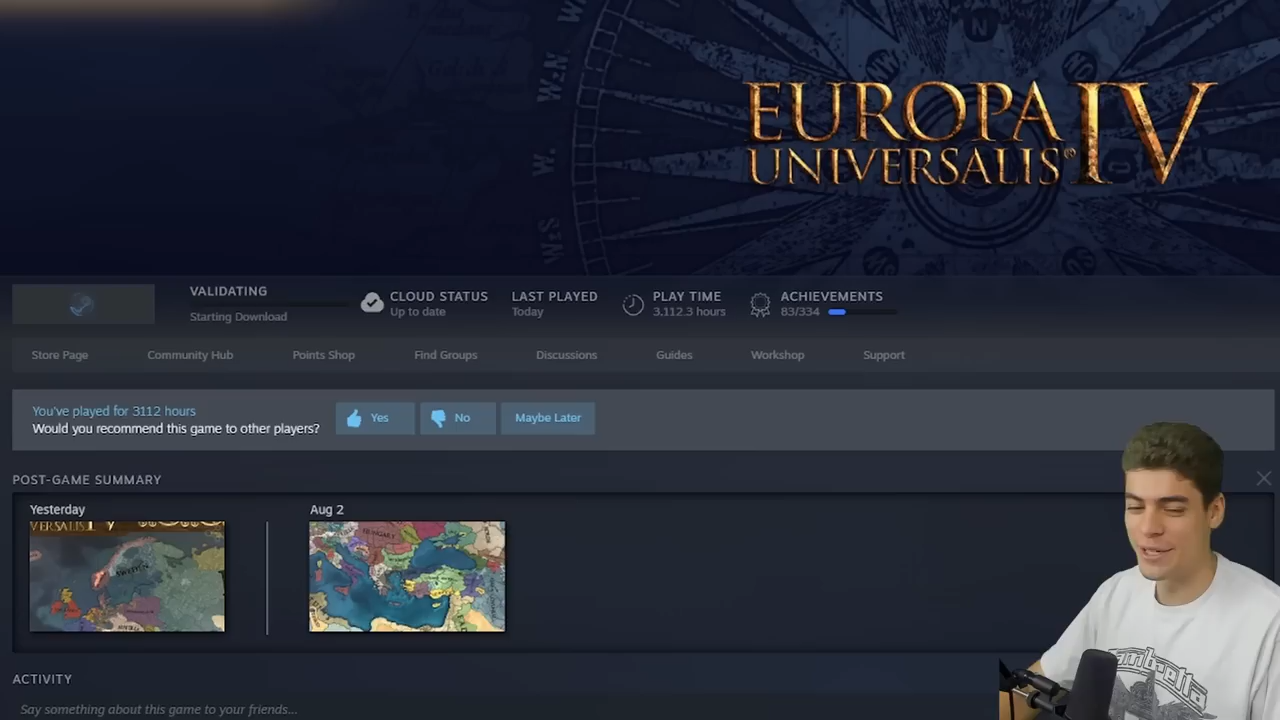 EUROPA
UNIVERSALIS IV
VALIDATING
Starting Download
CLOUD STATUS
Up to date
LAST PLAYED
Today
PLAY TIME
3,112.3 hours
ACHIEVEMENTS
83/334
Store Page
Community Hub
Points Shop
Find Groups
Discussions
Guides
Workshop
Support
You've played for 3112 hours
Would you recommend this game to other players?
Yes
No
Maybe Later
POST-GAME SUMMARY
Yesterday
Aug 2
SWEDEN
HUNGARY
ACTIVITY
Say something about this game to your friends...